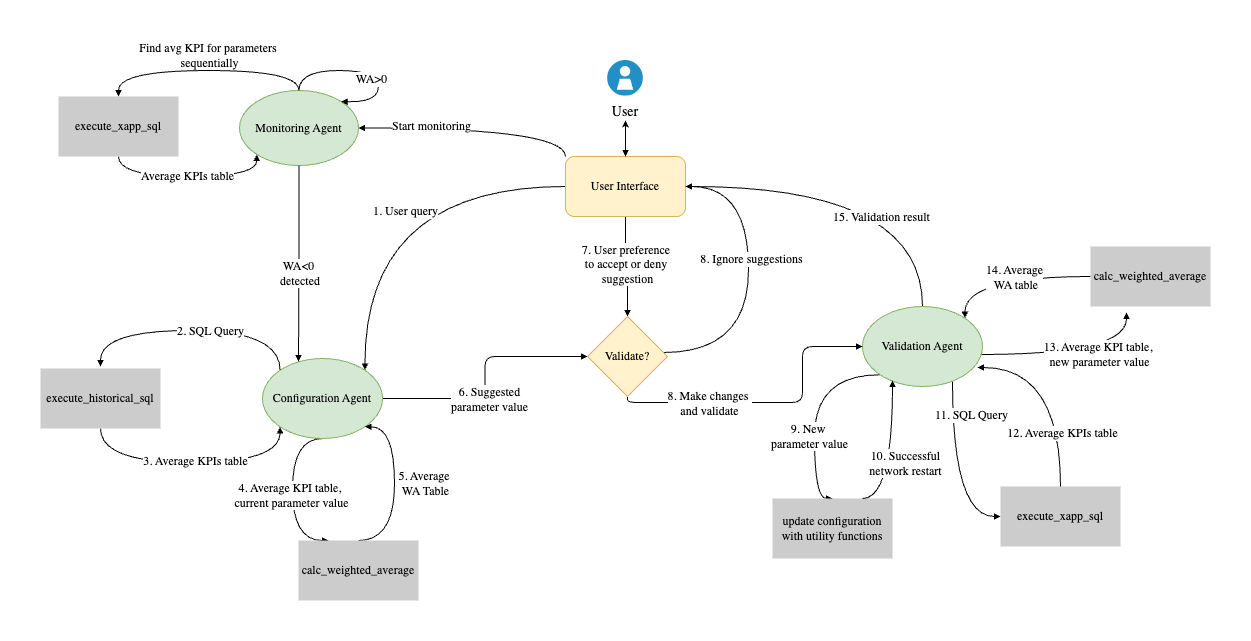 Find avg KPI for parameters
sequentially
WA>0
execute_xapp_sql
Monitoring Agent
Average KPIs table
Start monitoring
User
User Interface
1. User query
WA<0
detected
7. User preference
to accept or deny
suggestion
8. Ignore suggestions
15. Validation result
14. Average
WA table
calc_weighted_average
13. Average KPI table,
new parameter value
Validation Agent
2. SQL Query
execute_historical_sql
3. Average KPIs table
Configuration Agent
4. Average KPI table,
current parameter value
5. Average
WA Table
calc_weighted_average
6. Suggested
parameter value
Validate?
8. Make changes
and validate
9. New
parameter value
10. Successful
network restart
update configuration
with utility functions
11. SQL Query
12. Average KPIs table
execute_xapp_sql